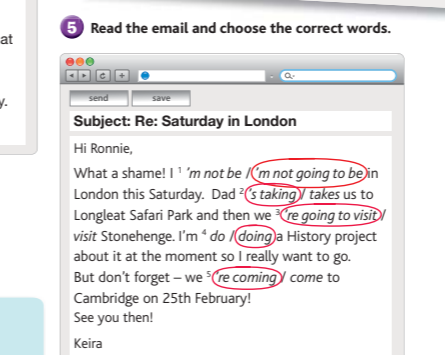 at
y.
5 Read the email and choose the correct words.
send save
Subject: Re: Saturday in London
Hi Ronnie,
What a shame! I ¹ 'm not be / 'm not going to be in
London this Saturday. Dad ² 's taking / takes us to
Longleat Safari Park and then we ³ 're going to visit /
visit Stonehenge. I'm ⁴ do / doing a History project
about it at the moment so I really want to go.
But don't forget – we ⁵ 're coming / come to
Cambridge on 25th February!
See you then!
Keira